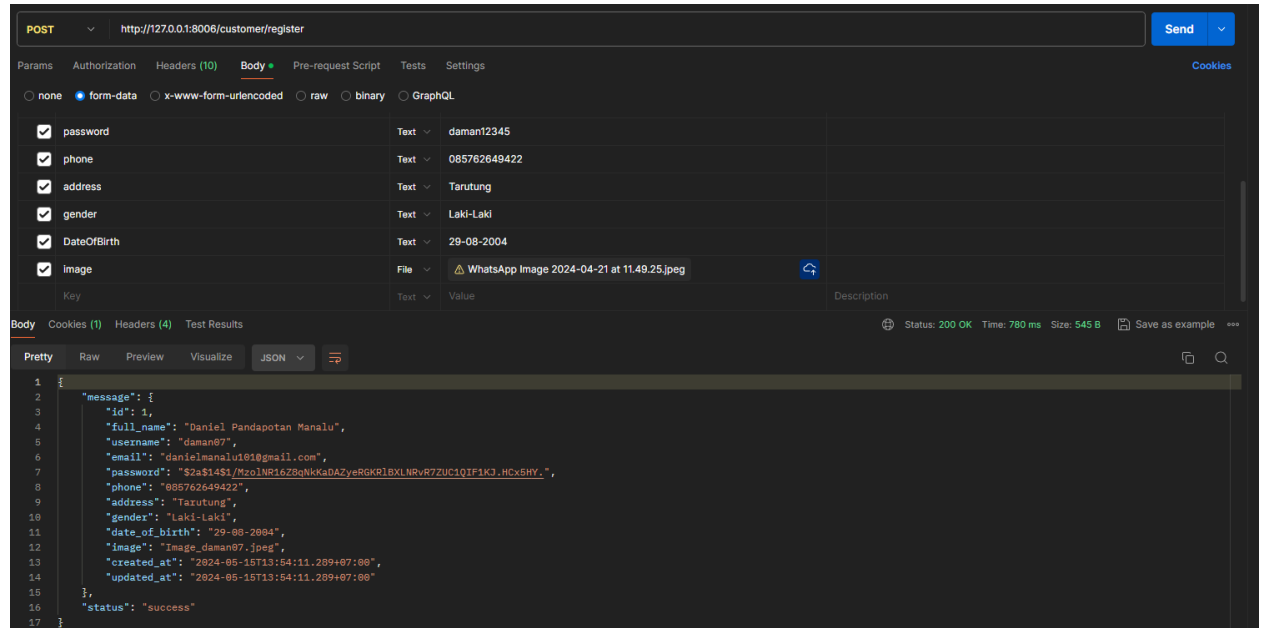 POST http://127.0.0.1:8006/customer/register Send
Params Authorization Headers (10) Body Pre-request Script Tests Settings Cookies
none form-data x-www-form-urlencoded raw binary GraphQL
password Text daman12345
phone Text 085762649422
address Text Tarutung
gender Text Laki-Laki
DateOfBirth Text 29-08-2004
image File WhatsApp Image 2024-04-21 at 11.49.25.jpeg
Key Text Value Description
Body Cookies (1) Headers (4) Test Results Status: 200 OK Time: 780 ms Size: 545 B Save as example
Pretty Raw Preview Visualize JSON
1 {
2 "message": {
3 "id": 1,
4 "full_name": "Daniel Pandapotan Manalu",
5 "username": "daman07",
6 "email": "danielmanalu101@gmail.com",
7 "password": "$2a$14$1/MzolNR16Z8qNkKaDAZyeRGKRlBXLNRvR7ZUC1QIF1KJ.HCx5HY.",
8 "phone": "085762649422",
9 "address": "Tarutung",
10 "gender": "Laki-Laki",
11 "date_of_birth": "29-08-2004",
12 "image": "Image_daman07.jpeg",
13 "created_at": "2024-05-15T13:54:11.289+07:00",
14 "updated_at": "2024-05-15T13:54:11.289+07:00"
15 },
16 "status": "success"
17 }